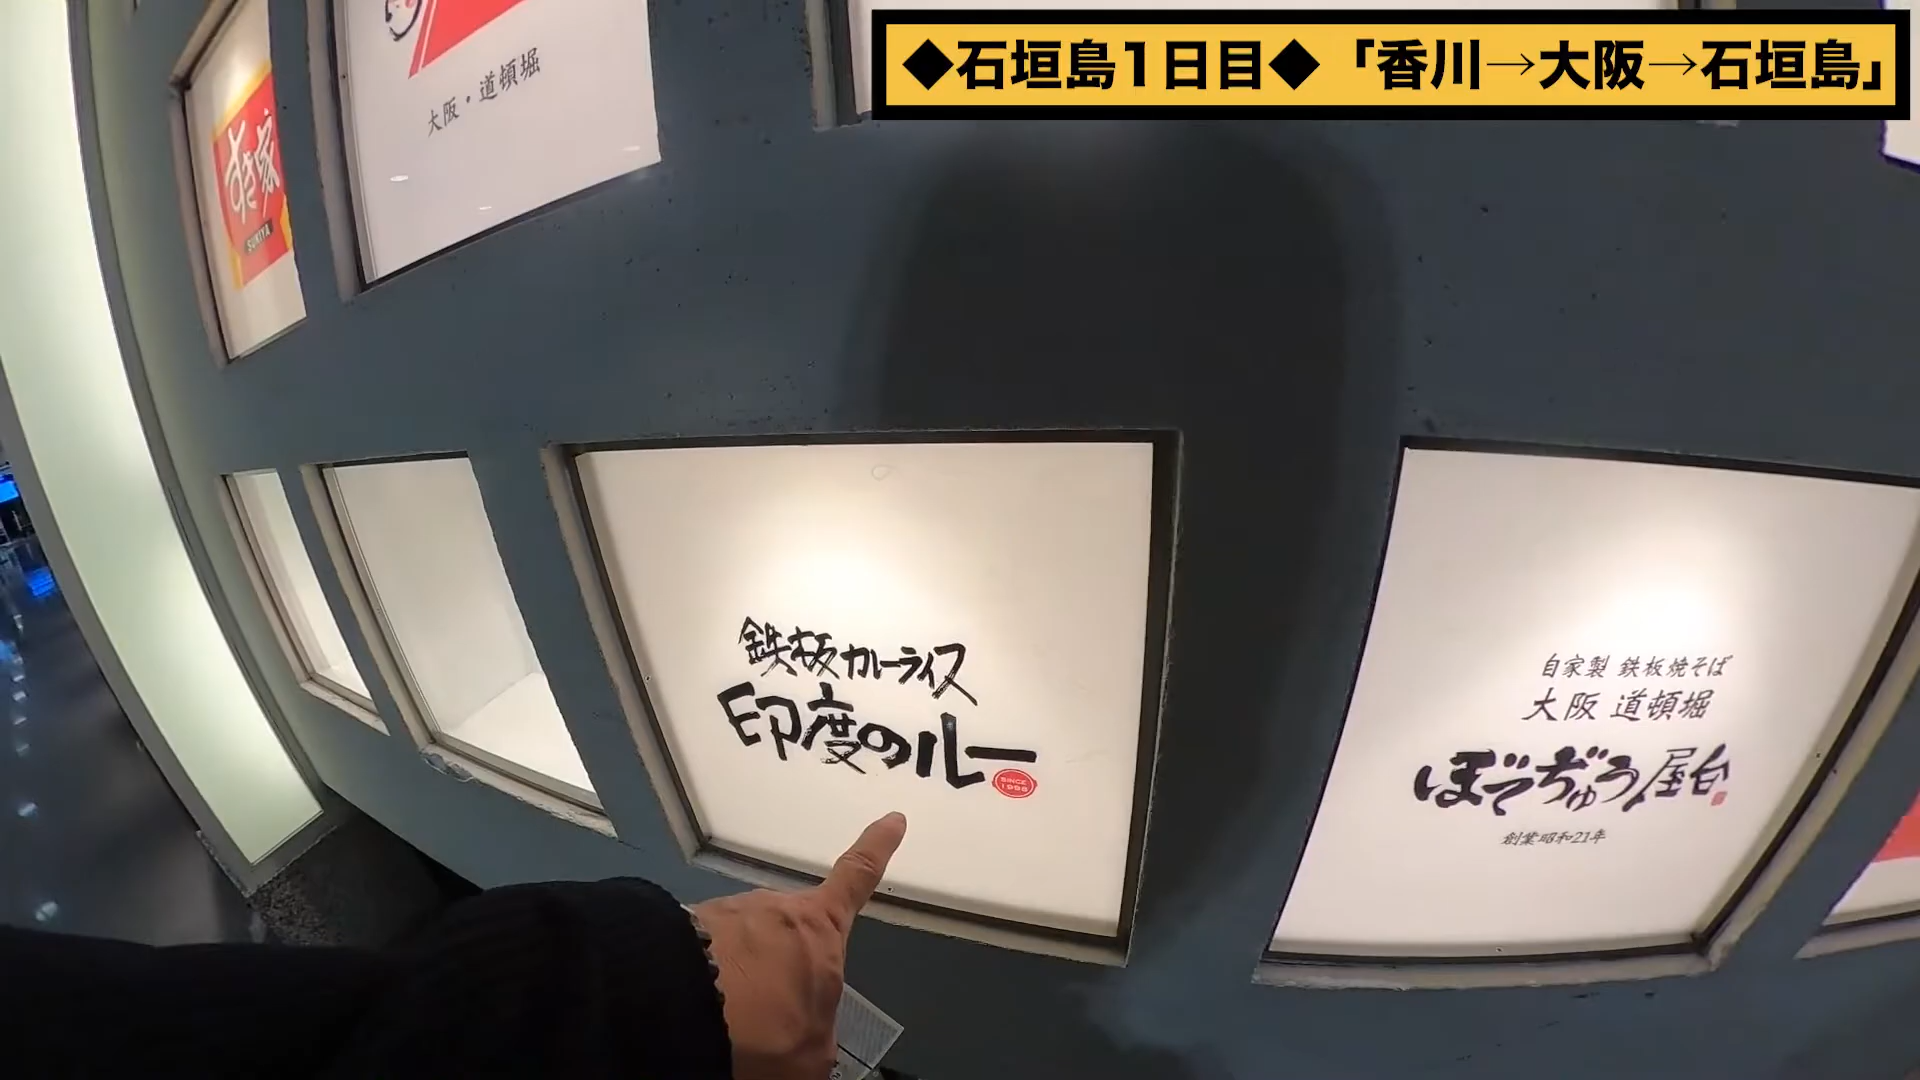 ◆石垣島1日目◆「香川→大阪→石垣島」
すき家
SUKIYA
大阪・道頓堀
鉄板カレーライス
印度のルー
SINCE
1998
自家製 鉄板焼そば
大阪 道頓堀
ぼてぢゅう屋台
創業昭和21年